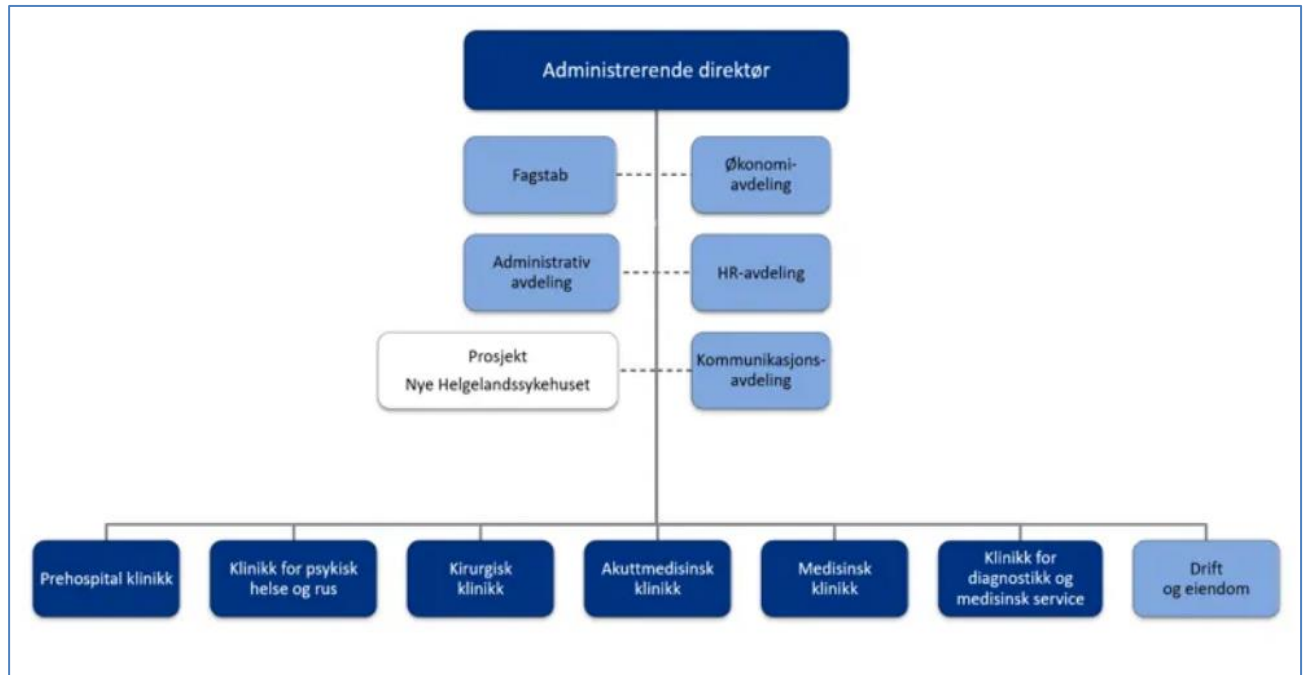 Administrerende direktør
Fagstab
Økonomi-
avdeling
Administrativ
avdeling
HR-avdeling
Prosjekt
Nye Helgelandssykehuset
Kommunikasjons-
avdeling
Prehospital klinikk
Klinikk for psykisk
helse og rus
Kirurgisk
klinikk
Akuttmedisinsk
klinikk
Medisinsk
klinikk
Klinikk for
diagnostikk og
medisinsk service
Drift
og eiendom